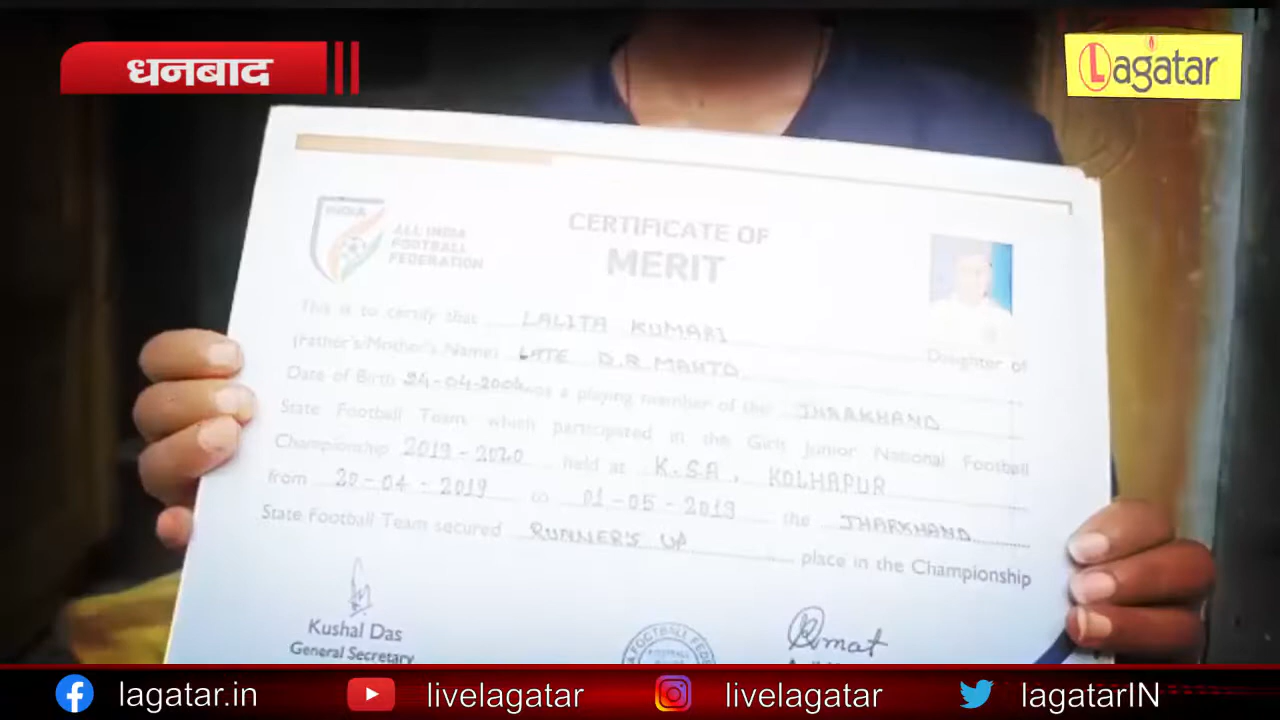 धनबाद
Lagatar
INDIA
ALL INDIA
FOOTBALL
FEDERATION
CERTIFICATE OF
MERIT
This is to certify that LALITA KUMARI
Daughter of
(Father's/Mother's Name) LATE D.R. MAHTO
Date of Birth 24-04-2004 as a playing member of the JHARKHAND
State Football Team, which participated in the Girls Junior National Football
Championship 2019-2020 held at K.S.A, KOLHAPUR
from 20-04-2019 to 01-05-2019 the JHARKHAND
State Football Team secured RUNNER'S UP place in the Championship
Kushal Das
General Secretary
lagatar.in
livelagatar
livelagatar
lagatarIN